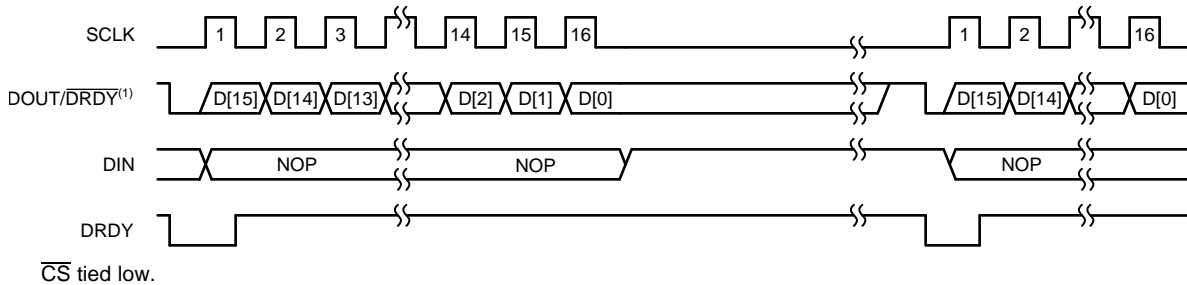 SCLK 1 2 3 14 15 16 1 2 16
DOUT/DRDY(1) D[15] D[14] D[13] D[2] D[1] D[0] D[15] D[14] D[0]
DIN NOP NOP NOP
DRDY
CS tied low.